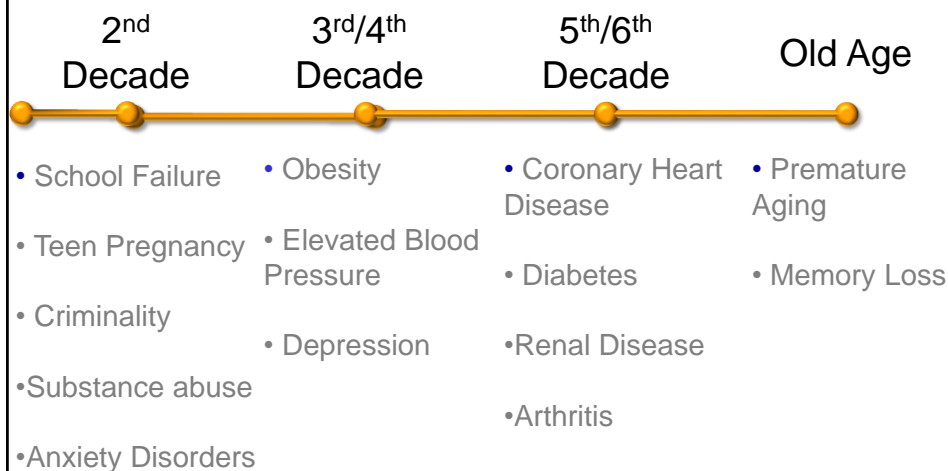 2nd
Decade
3rd/4th
Decade
5th/6th
Decade
Old Age
• School Failure
• Teen Pregnancy
• Criminality
•Substance abuse
•Anxiety Disorders
• Obesity
• Elevated Blood
Pressure
• Depression
• Coronary Heart
Disease
• Diabetes
•Renal Disease
•Arthritis
• Premature
Aging
• Memory Loss